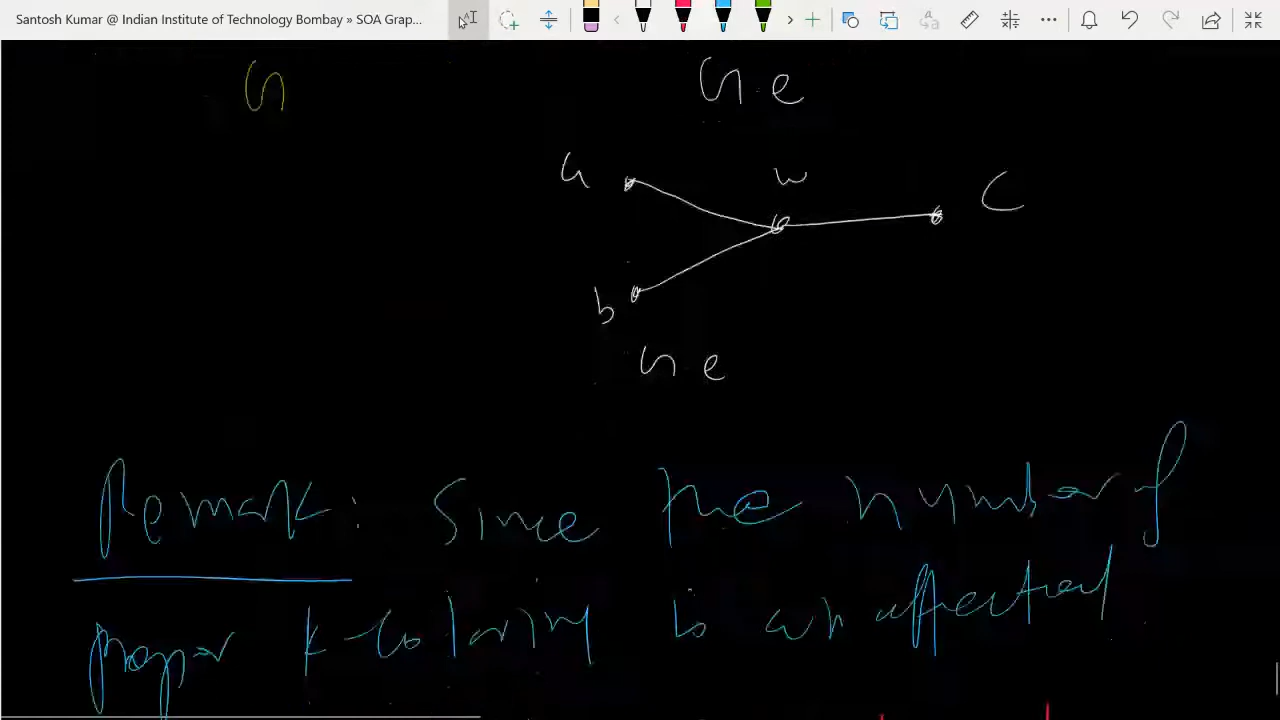 Santosh Kumar @ Indian Institute of Technology Bombay » SOA Grap...
G
G e
a
w
C
b
G e
Remark: Since the number of
proper k-coloring is unaffected